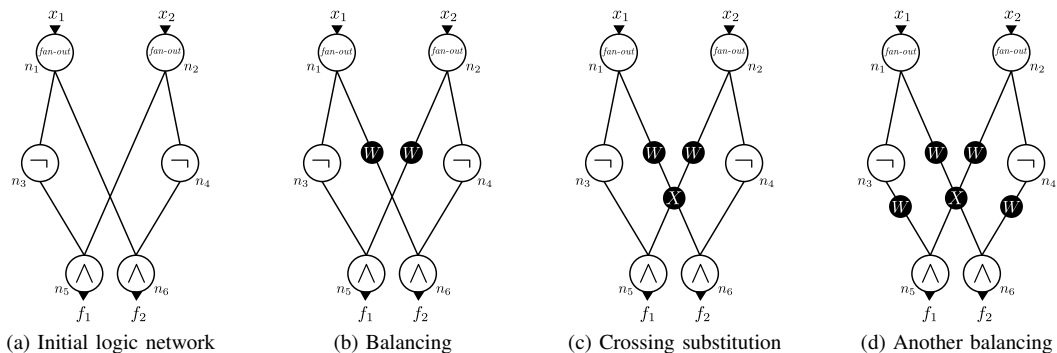 x1 x2 x1 x2 x1 x2 x1 x2
fan-out fan-out fan-out fan-out fan-out fan-out fan-out fan-out
n1 n2 n1 n2 n1 n2 n1 n2
¬ ¬ ¬ W W ¬ ¬ W W ¬ ¬ W W ¬
n3 n4 n3 n4 n3 n4 n3 n4
X W X W
∧ ∧ ∧ ∧ ∧ ∧ ∧ ∧
n5 n6 n5 n6 n5 n6 n5 n6
f1 f2 f1 f2 f1 f2 f1 f2
(a) Initial logic network (b) Balancing (c) Crossing substitution (d) Another balancing